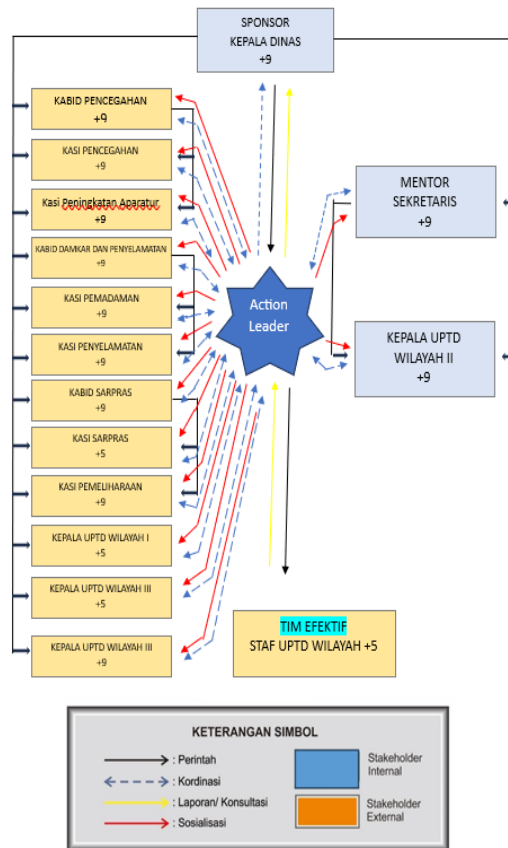 SPONSOR
KEPALA DINAS
+9
KABID PENCEGAHAN
+9
KASI PENCEGAHAN
+9
Kasi Peningkatan Aparatur
+9
KABID DAMKAR DAN PENYELAMATAN
+9
KASI PEMADAMAN
+9
KASI PENYELAMATAN
+9
KABID SARPRAS
+9
KASI SARPRAS
+5
KASI PEMELIHARAAN
+9
KEPALA UPTD WILAYAH I
+5
KEPALA UPTD WILAYAH III
+5
KEPALA UPTD WILAYAH III
+9
Action
Leader
MENTOR
SEKRETARIS
+9
KEPALA UPTD
WILAYAH II
+9
TIM EFEKTIF
STAF UPTD WILAYAH +5
KETERANGAN SIMBOL
: Perintah
: Kordinasi
: Laporan/ Konsultasi
: Sosialisasi
Stakeholder
Internal
Stakeholder
External